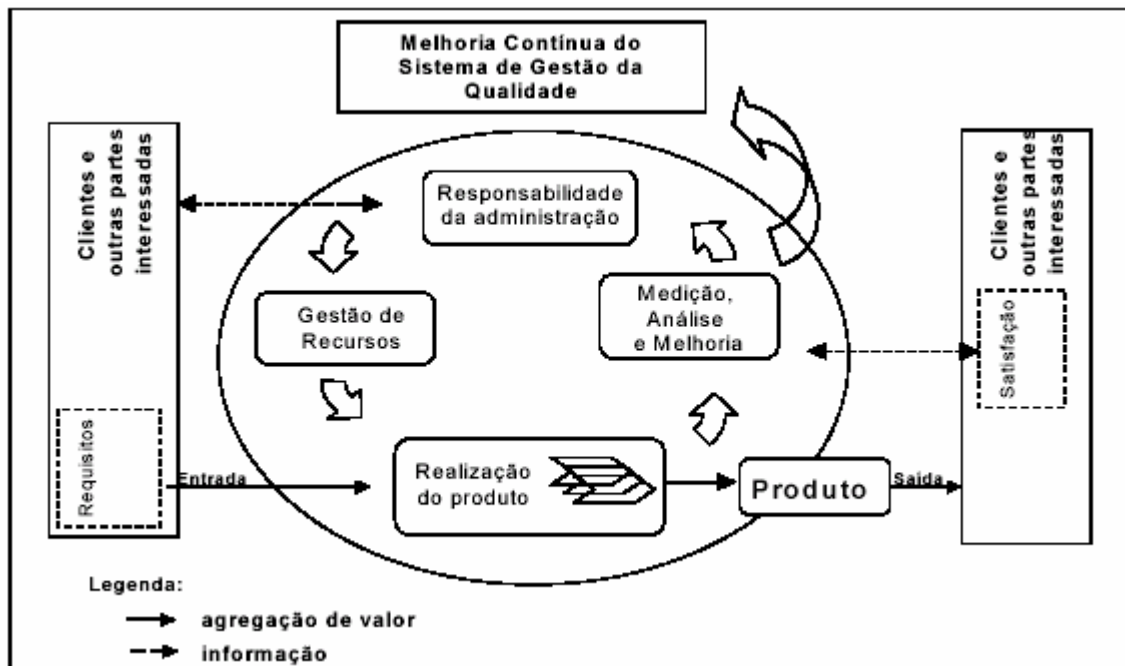 Melhoria Contínua do
Sistema de Gestão da
Qualidade
Clientes e
outras partes
interessadas
Requisitos
Responsabilidade
da administração
Gestão de
Recursos
Medição,
Análise
e Melhoria
Clientes e
outras partes
interessadas
Satisfação
Entrada
Realização
do produto
Produto
Saída
Legenda:
agregação de valor
informação